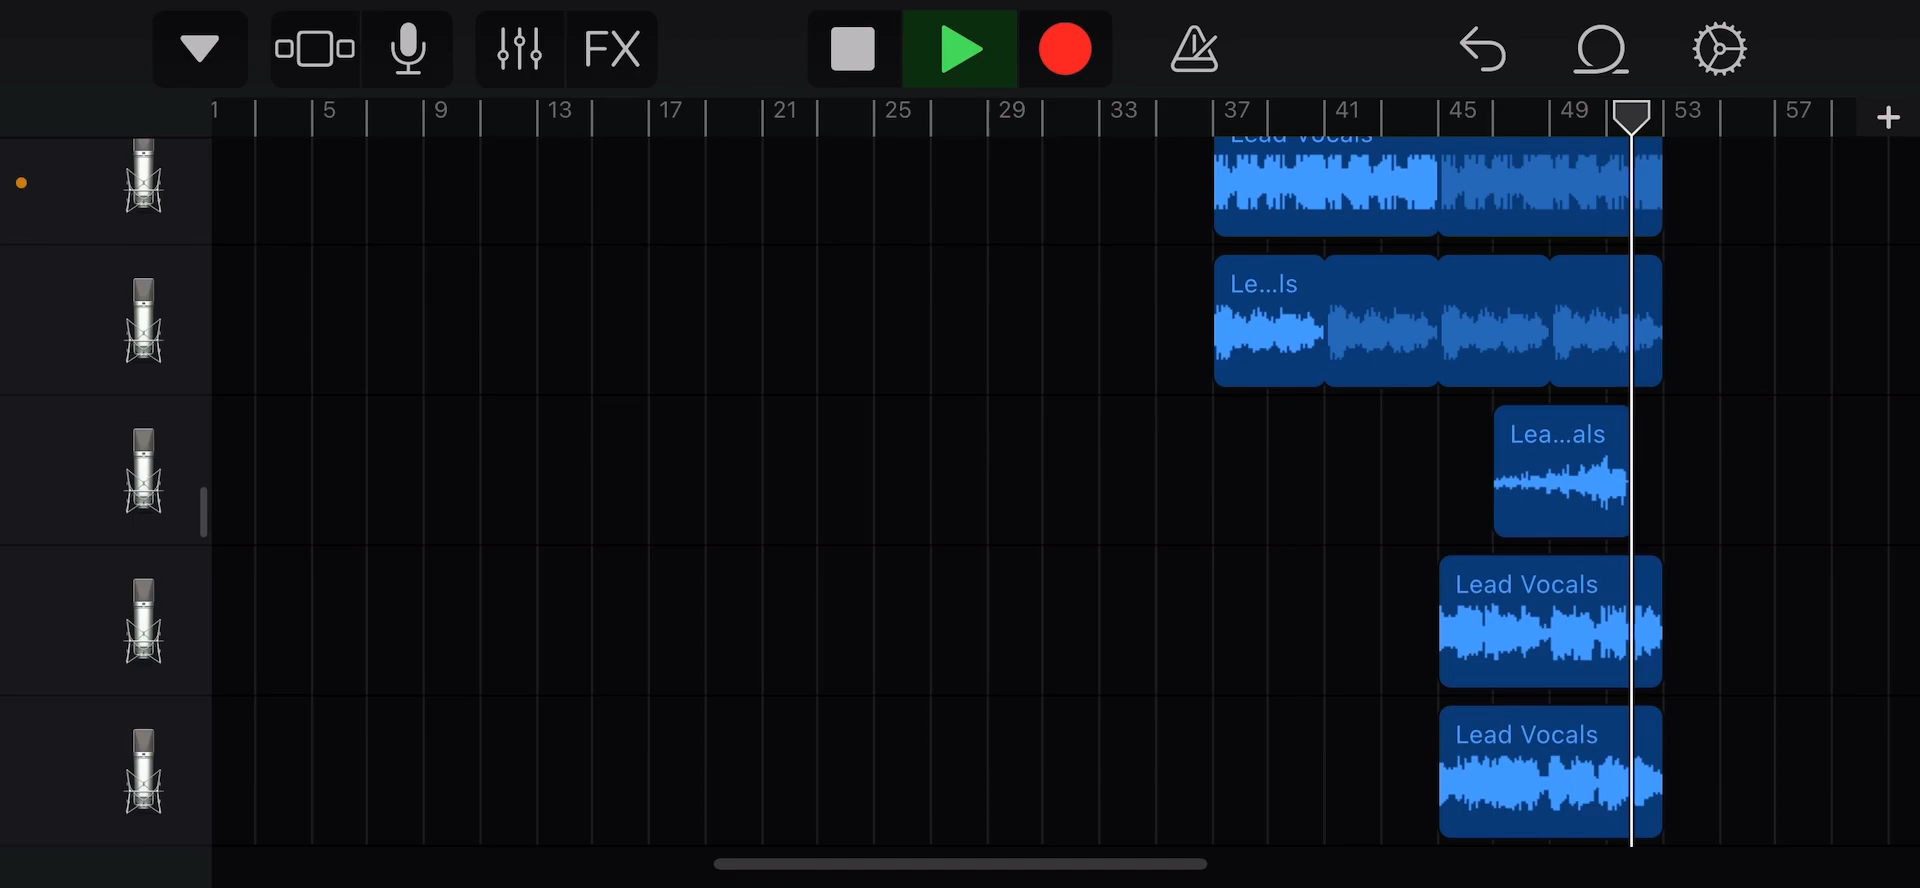 FX
1 5 9 13 17 21 25 29 33 37 41 45 49 53 57 +
Lead Vocals
Le...ls
Lea...als
Lead Vocals
Lead Vocals